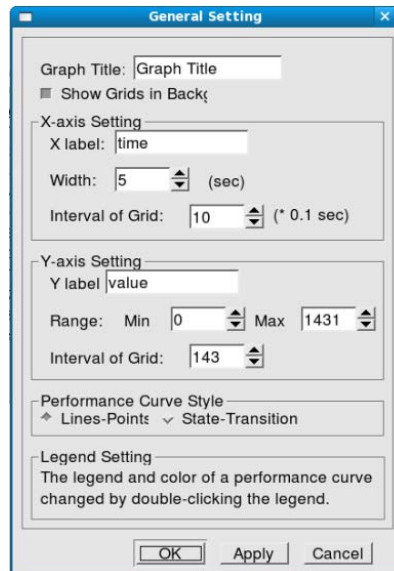 General Setting
Graph Title: Graph Title
Show Grids in Backg
X-axis Setting
X label: time
Width: 5 (sec)
Interval of Grid: 10 (* 0.1 sec)
Y-axis Setting
Y label value
Range: Min 0 Max 1431
Interval of Grid: 143
Performance Curve Style
Lines-Points State-Transition
Legend Setting
The legend and color of a performance curve
changed by double-clicking the legend.
OK Apply Cancel